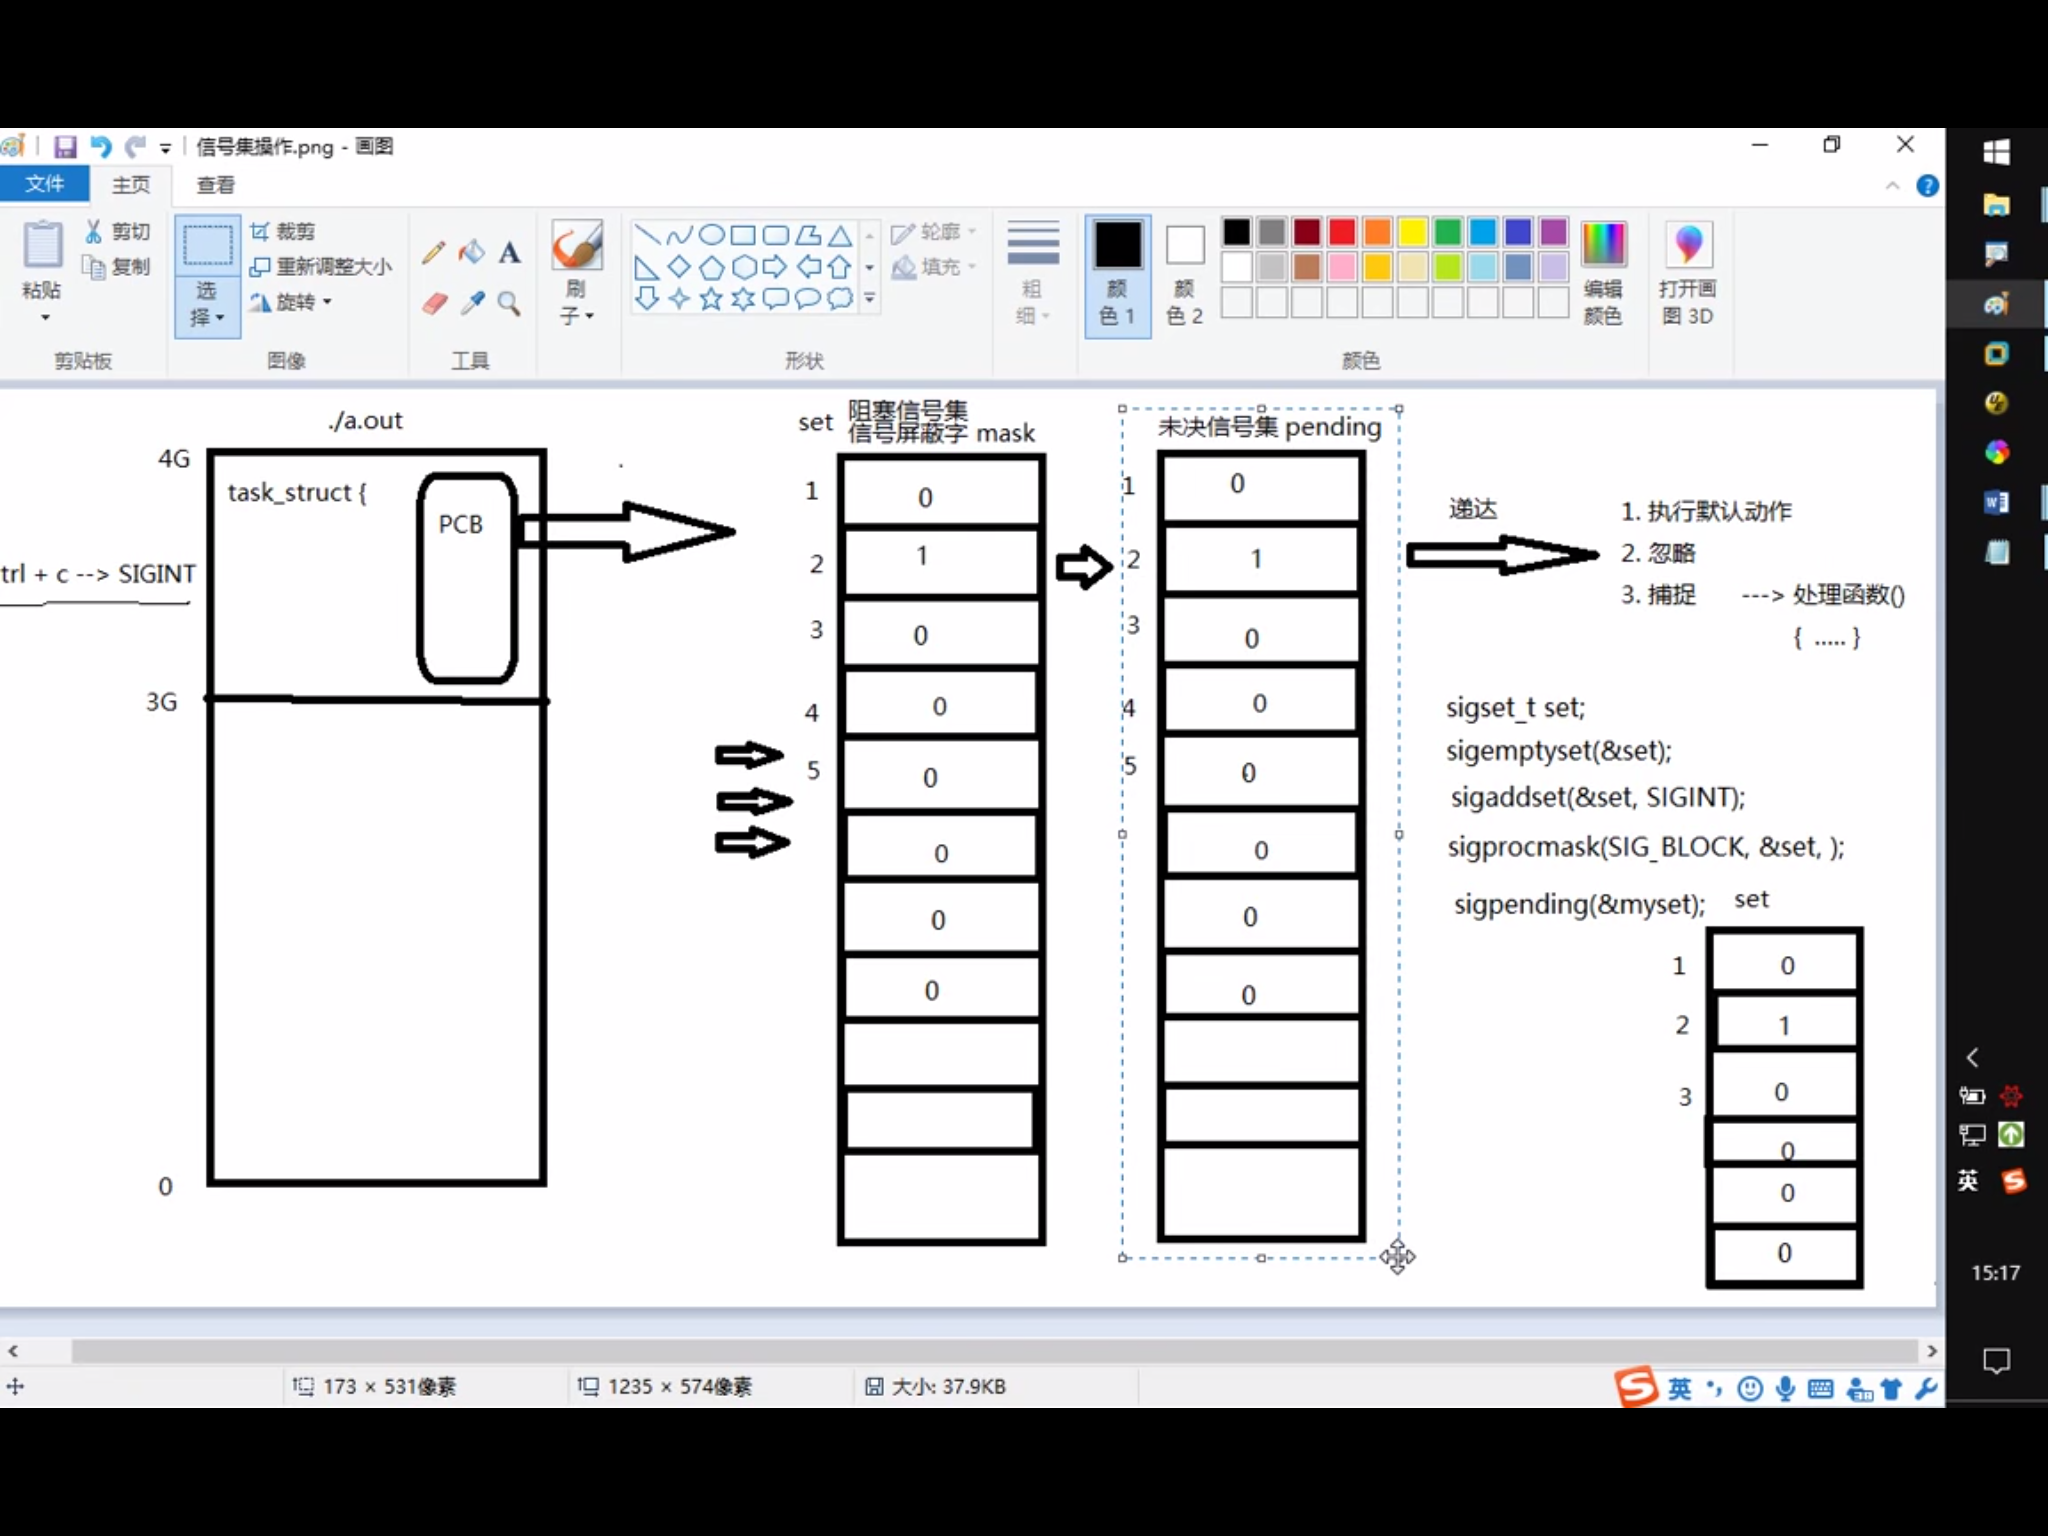 信号集操作.png - 画图
文件 主页 查看
粘贴
剪切
复制
剪贴板
选择
裁剪
重新调整大小
旋转
图像
A
工具
刷子
形状
轮廓
填充
粗细
颜色 1
颜色 2
颜色
编辑颜色
打开画图 3D
./a.out
4G
task_struct {
PCB
trl + c --> SIGINT
3G
0
set
阻塞信号集
信号屏蔽字 mask
1 0
2 1
3 0
4 0
5 0
0
0
0
未决信号集 pending
1 0
2 1
3 0
4 0
5 0
0
0
0
递达
1. 执行默认动作
2. 忽略
3. 捕捉 ---> 处理函数()
{ ..... }
sigset_t set;
sigemptyset(&set);
sigaddset(&set, SIGINT);
sigprocmask(SIG_BLOCK, &set, );
sigpending(&myset);
set
1 0
2 1
3 0
0
0
0
173 × 531像素
1235 × 574像素
大小: 37.9KB
英
英
15:17